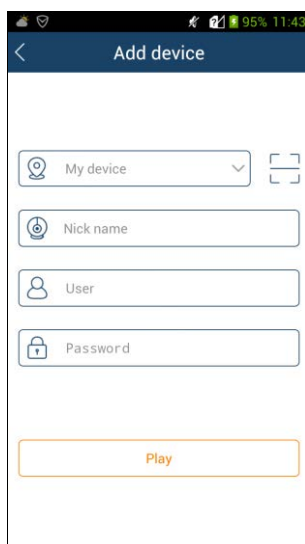 95% 11:43
Add device
My device
Nick name
User
Password
Play